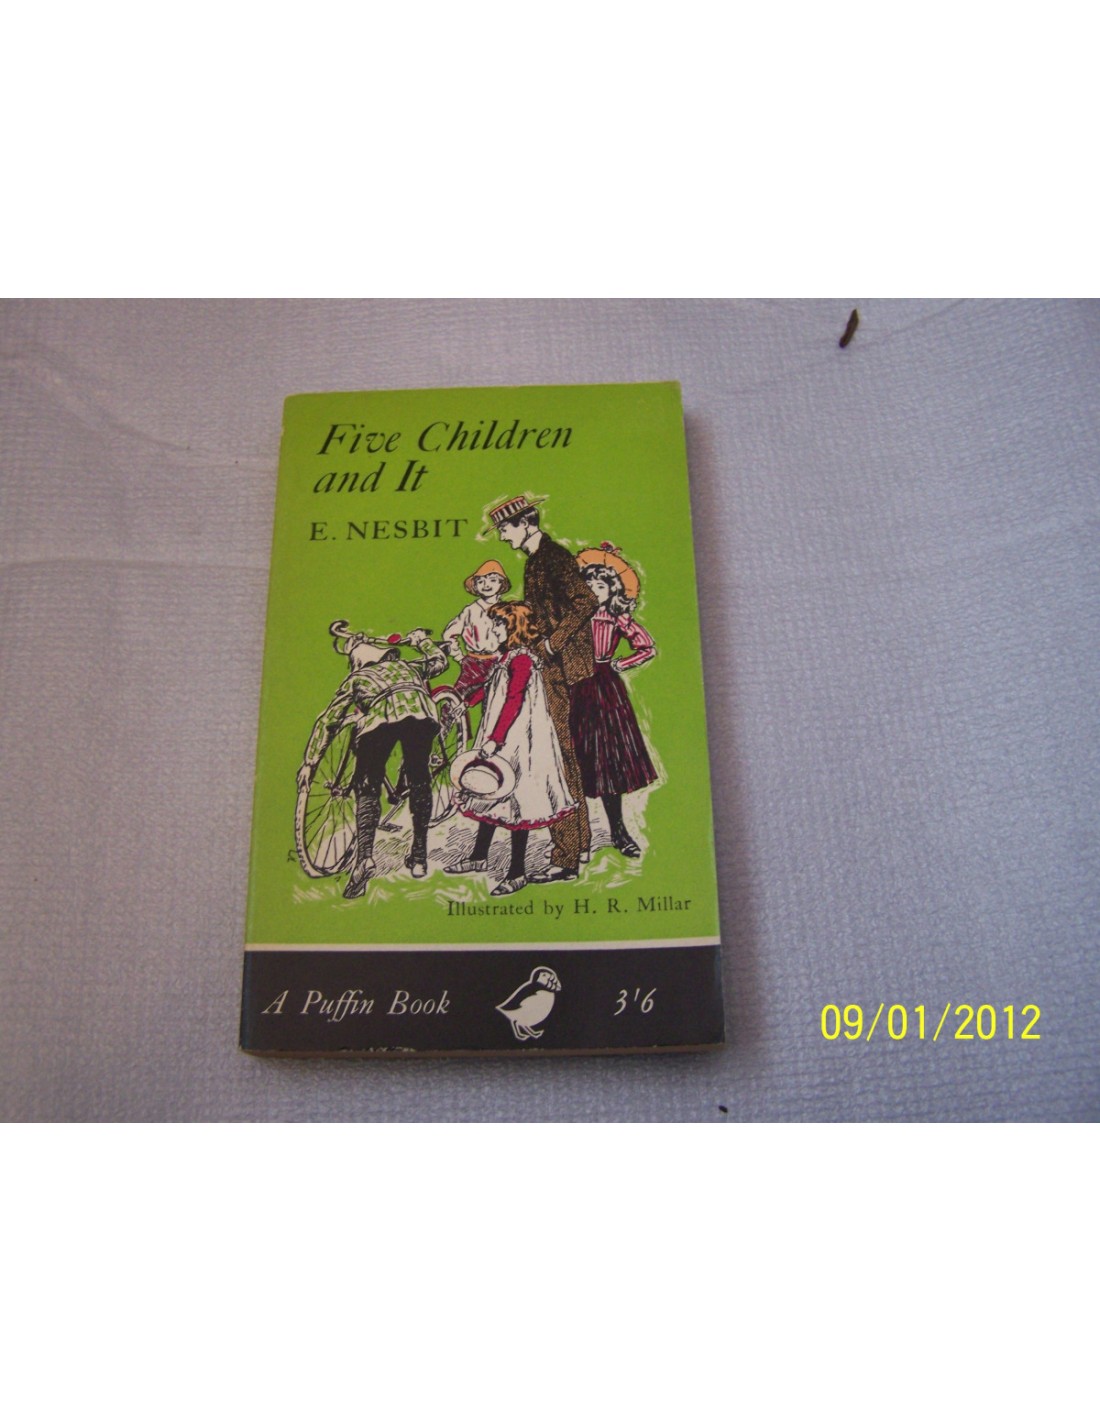 Five Children
and It
E. NESBIT
Illustrated by H. R. Millar
A Puffin Book 3'6
09/01/2012